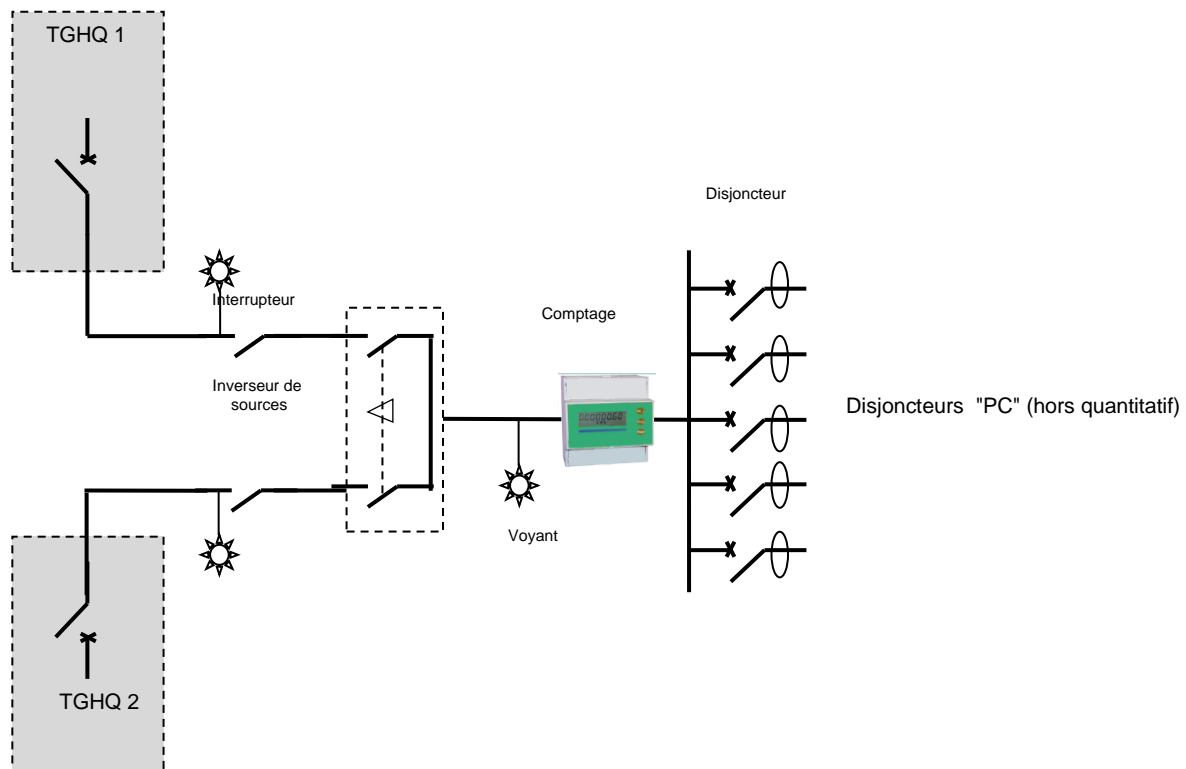 TGHQ 1
Disjoncteur
Interrupteur
Comptage
Inverseur de
sources
Disjoncteurs "PC" (hors quantitatif)
Voyant
TGHQ 2